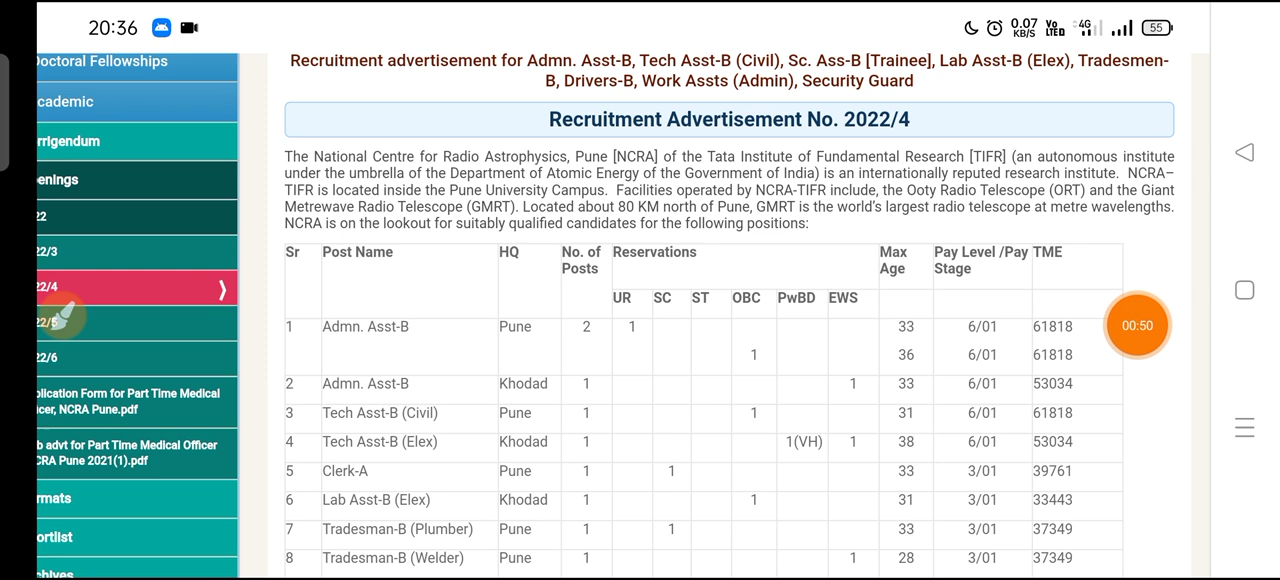 20:36 0.07 KB/S Vo LTED 4G 55
Doctoral Fellowships
cademic
rrigendum
enings
22
22/3
22/4
22/5
22/6
plication Form for Part Time Medical
icer, NCRA Pune.pdf
b advt for Part Time Medical Officer
CRA Pune 2021(1).pdf
rmats
ortlist
chives
Recruitment advertisement for Admn. Asst-B, Tech Asst-B (Civil), Sc. Ass-B [Trainee], Lab Asst-B (Elex), Tradesmen-
B, Drivers-B, Work Assts (Admin), Security Guard
Recruitment Advertisement No. 2022/4
The National Centre for Radio Astrophysics, Pune [NCRA] of the Tata Institute of Fundamental Research [TIFR] (an autonomous institute
under the umbrella of the Department of Atomic Energy of the Government of India) is an internationally reputed research institute. NCRA–
TIFR is located inside the Pune University Campus. Facilities operated by NCRA-TIFR include, the Ooty Radio Telescope (ORT) and the Giant
Metrewave Radio Telescope (GMRT). Located about 80 KM north of Pune, GMRT is the world's largest radio telescope at metre wavelengths.
NCRA is on the lookout for suitably qualified candidates for the following positions:
Sr Post Name HQ No. of Reservations Max Pay Level /Pay TME
Posts Age Stage
UR SC ST OBC PwBD EWS
1 Admn. Asst-B Pune 2 1 33 6/01 61818
1 36 6/01 61818
2 Admn. Asst-B Khodad 1 1 33 6/01 53034
3 Tech Asst-B (Civil) Pune 1 1 31 6/01 61818
4 Tech Asst-B (Elex) Khodad 1 1(VH) 1 38 6/01 53034
5 Clerk-A Pune 1 1 33 3/01 39761
6 Lab Asst-B (Elex) Khodad 1 1 31 3/01 33443
7 Tradesman-B (Plumber) Pune 1 1 33 3/01 37349
8 Tradesman-B (Welder) Pune 1 1 28 3/01 37349
00:50